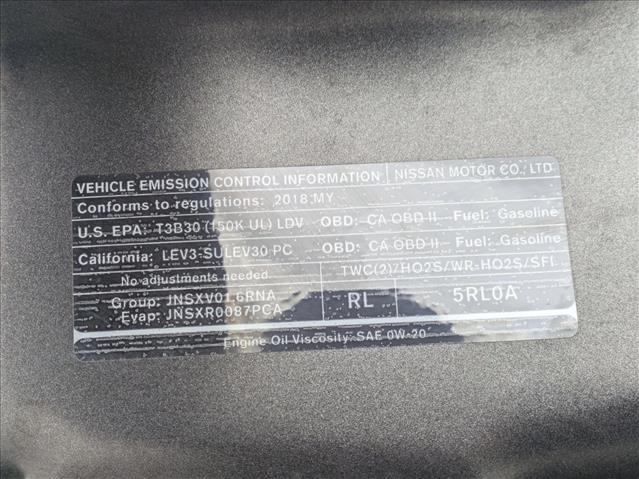 VEHICLE EMISSION CONTROL INFORMATION NISSAN MOTOR CO., LTD
Conforms to regulations: 2018 MY
U.S. EPA: T3B30 (150K UL) LDV OBD: CA OBD II Fuel: Gasoline
California: LEV3-SULEV30 PC OBD: CA OBD II Fuel: Gasoline
No adjustments needed. TWC(2)/HO2S/WR-HO2S/SFI
Group: JNSXV01.6RNA RL 5RL0A
Evap: JNSXR0087PCA
Engine Oil Viscosity: SAE 0W-20